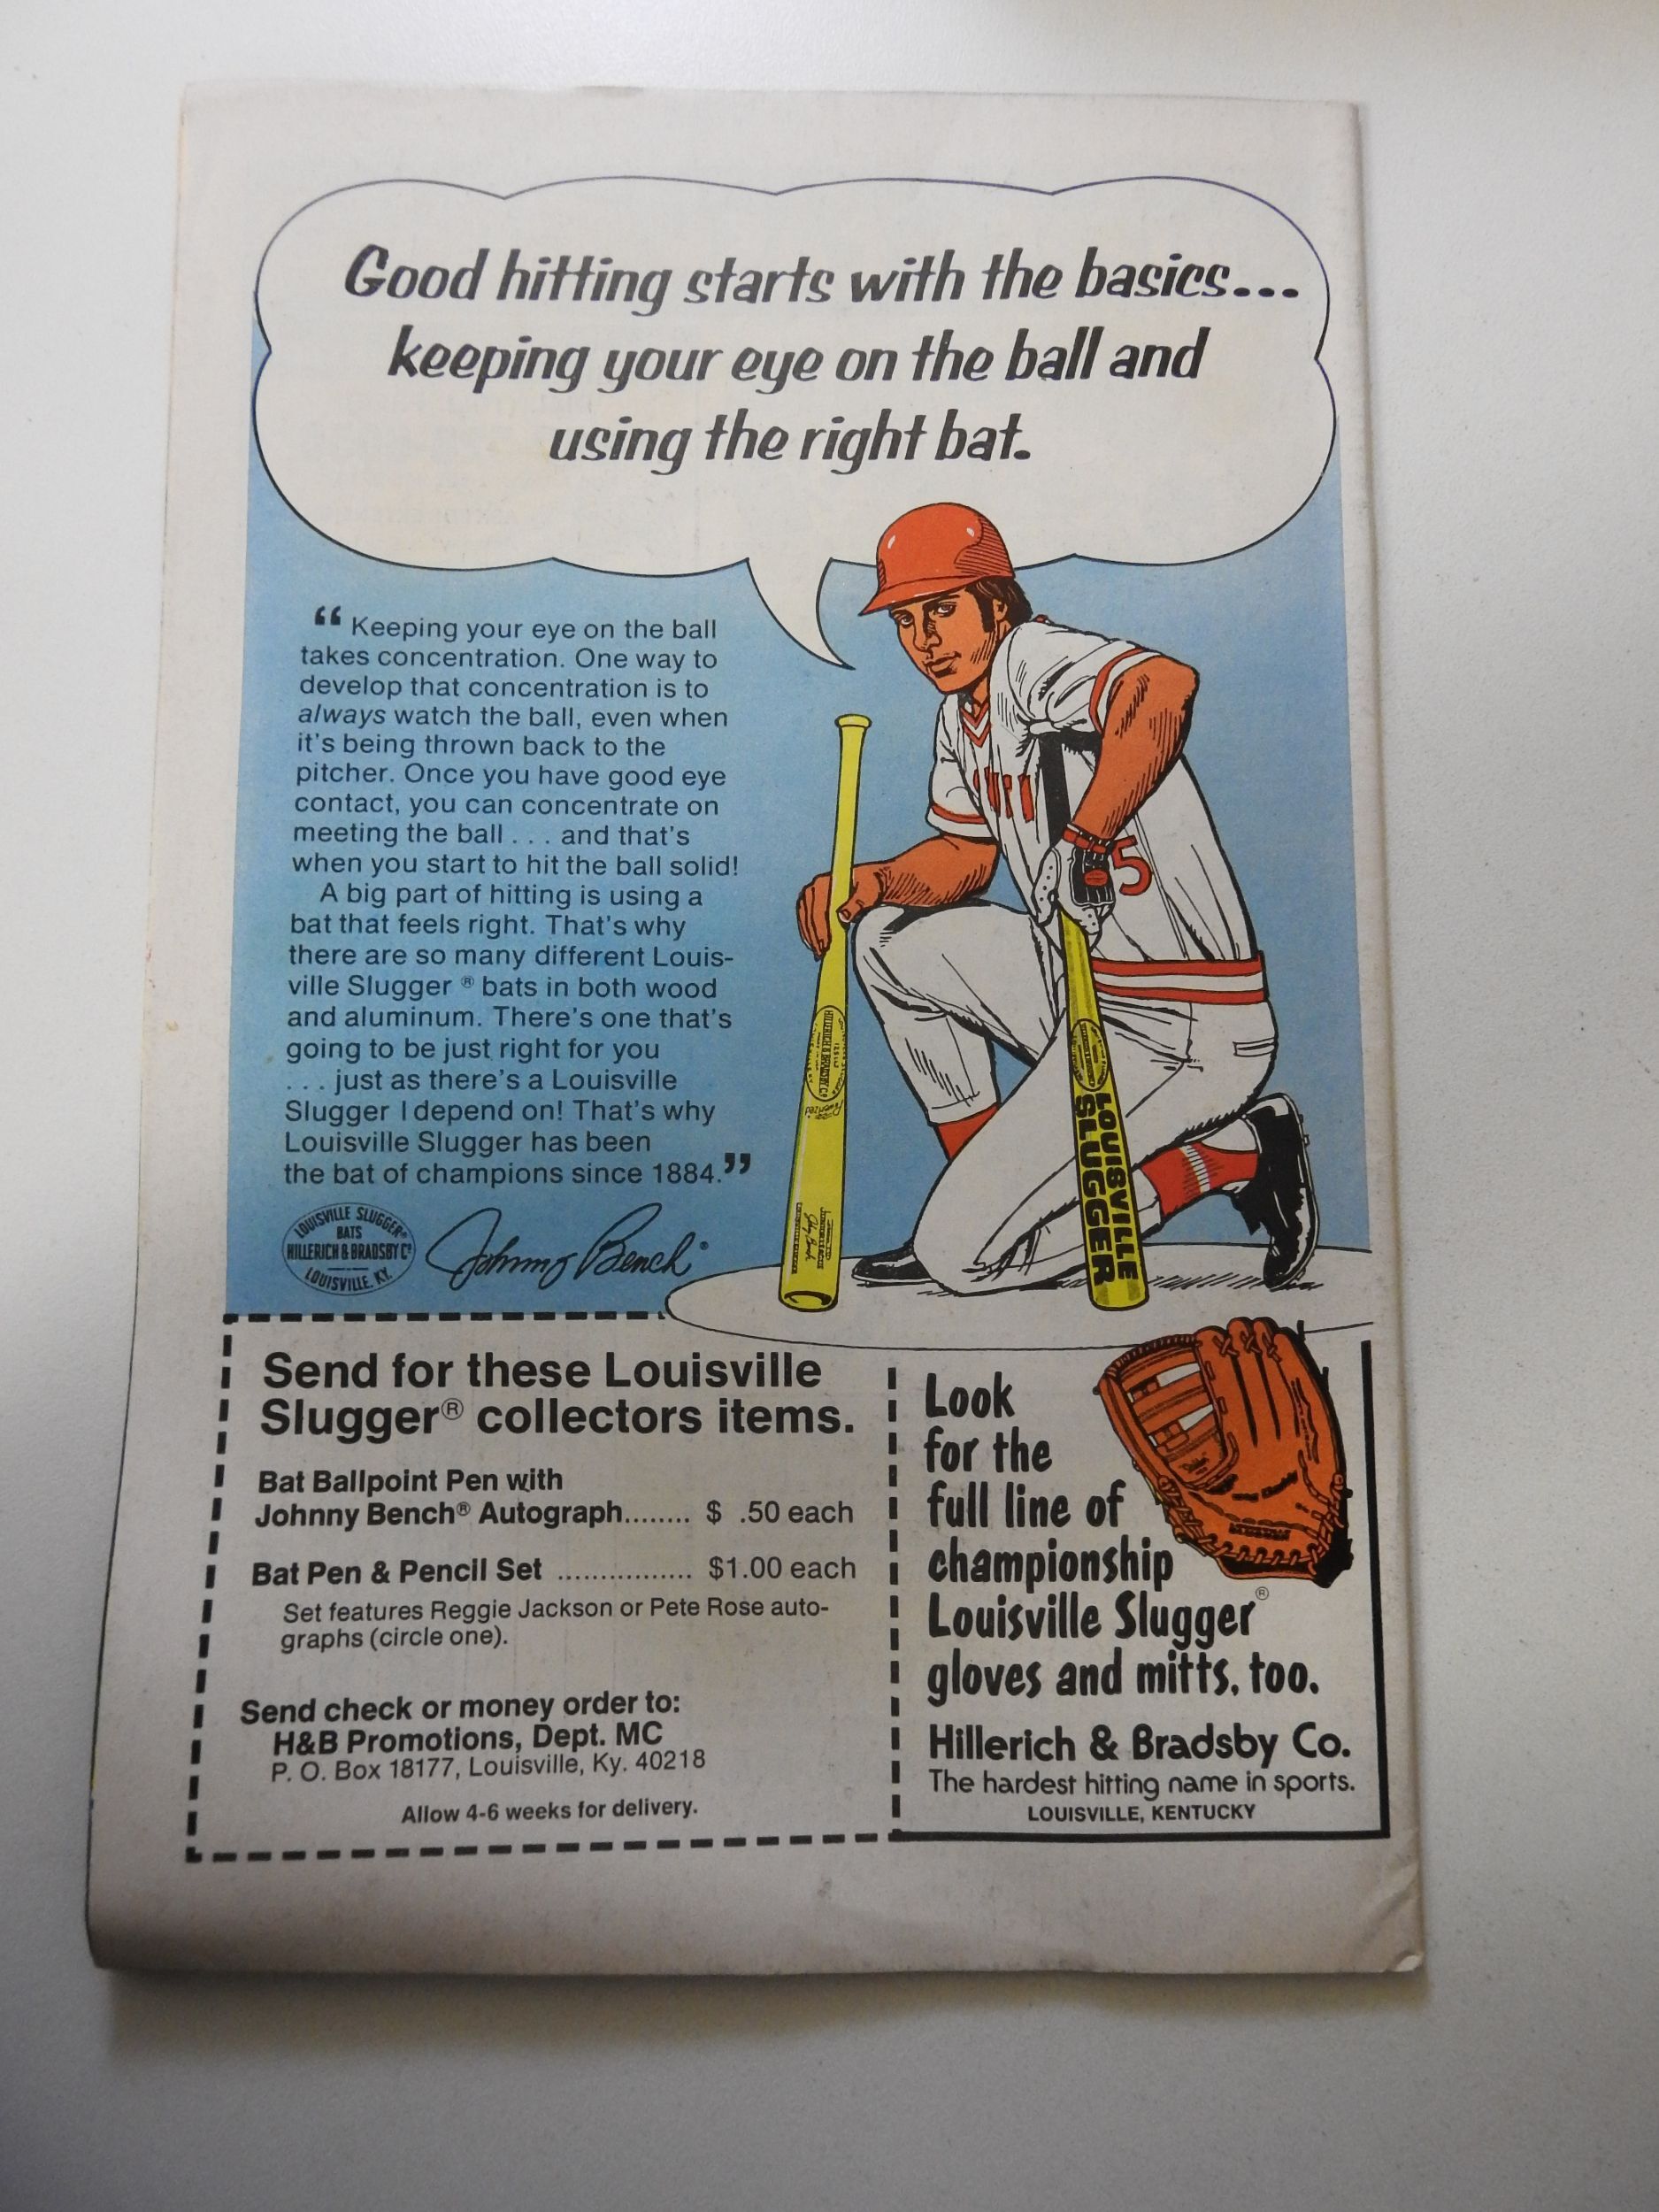 Good hitting starts with the basics...
keeping your eye on the ball and
using the right bat.
“ Keeping your eye on the ball
takes concentration. One way to
develop that concentration is to
always watch the ball, even when
it's being thrown back to the
pitcher. Once you have good eye
contact, you can concentrate on
meeting the ball . . . and that's
when you start to hit the ball solid!
A big part of hitting is using a
bat that feels right. That's why
there are so many different Louis-
ville Slugger ® bats in both wood
and aluminum. There's one that's
going to be just right for you
. . . just as there's a Louisville
Slugger I depend on! That's why
Louisville Slugger has been
the bat of champions since 1884.”
LOUISVILLE SLUGGER®
BATS
HILLERICH & BRADSBY Cº
LOUISVILLE, KY.
Johnny Bench®
5
HILLERICH & BRADSBY Cº
LOUISVILLE
SLUGGER
Send for these Louisville
Slugger® collectors items.
Bat Ballpoint Pen with
Johnny Bench® Autograph........ $ .50 each
Bat Pen & Pencil Set ................ $1.00 each
Set features Reggie Jackson or Pete Rose auto-
graphs (circle one).
Send check or money order to:
H&B Promotions, Dept. MC
P. O. Box 18177, Louisville, Ky. 40218
Allow 4-6 weeks for delivery.
Look
for the
full line of
championship
Louisville Slugger®
gloves and mitts, too.
Hillerich & Bradsby Co.
The hardest hitting name in sports.
LOUISVILLE, KENTUCKY